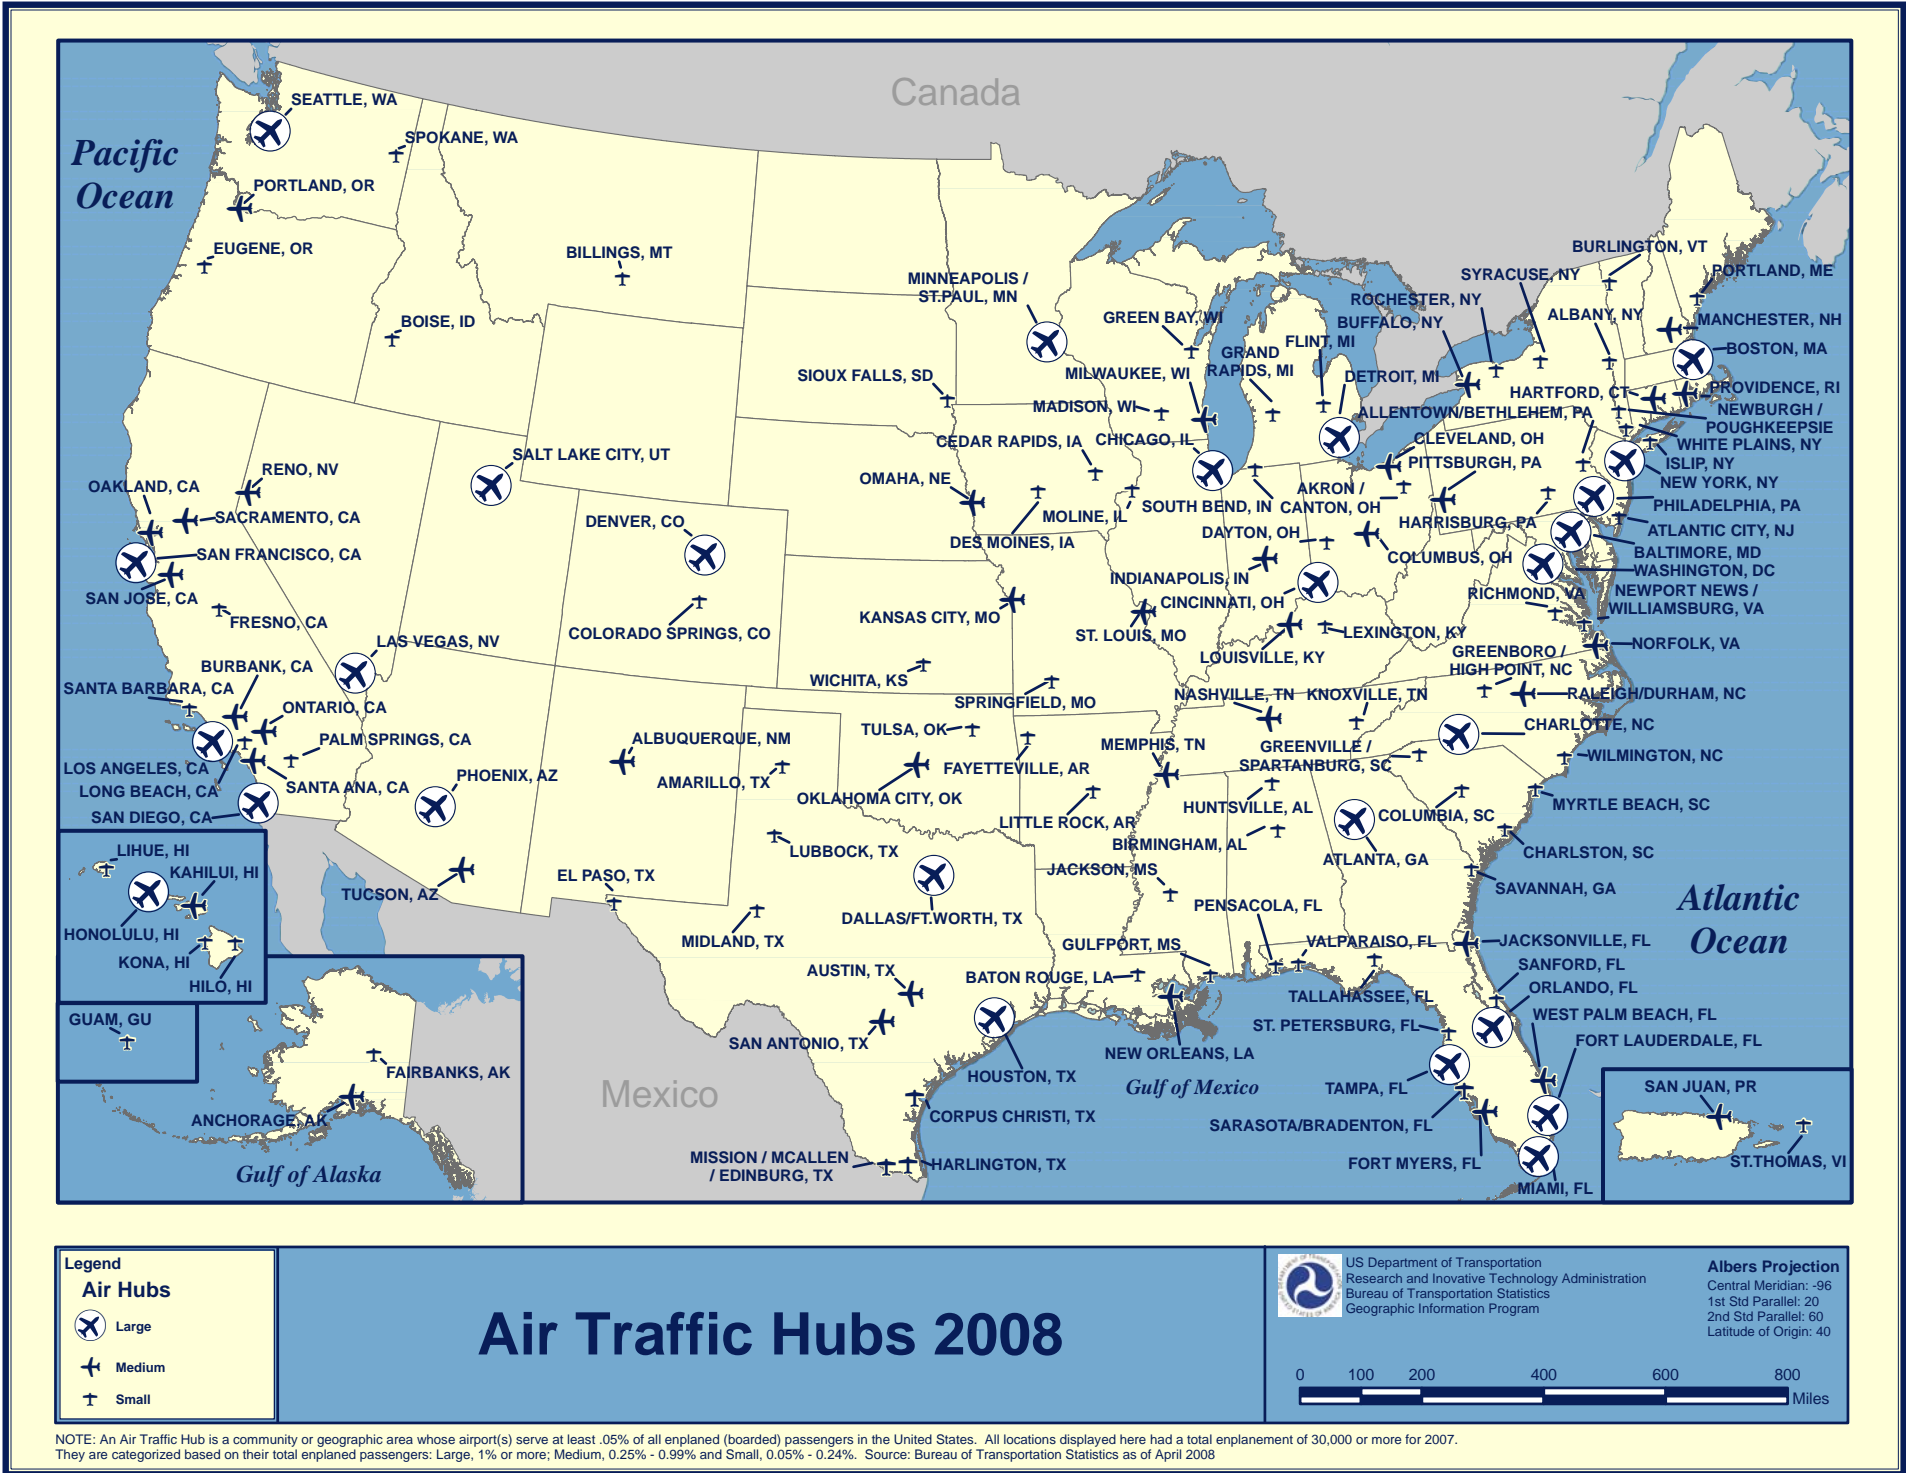 Canada
Pacific
Ocean
SEATTLE, WA
SPOKANE, WA
PORTLAND, OR
EUGENE, OR
BOISE, ID
BILLINGS, MT
MINNEAPOLIS /
ST.PAUL, MN
GREEN BAY, WI
GRAND
RAPIDS, MI
FLINT, MI
DETROIT, MI
BUFFALO, NY
ROCHESTER, NY
SYRACUSE, NY
BURLINGTON, VT
PORTLAND, ME
ALBANY, NY
MANCHESTER, NH
BOSTON, MA
PROVIDENCE, RI
HARTFORD, CT
NEWBURGH /
POUGHKEEPSIE
WHITE PLAINS, NY
ISLIP, NY
NEW YORK, NY
PHILADELPHIA, PA
ATLANTIC CITY, NJ
BALTIMORE, MD
WASHINGTON, DC
NEWPORT NEWS /
WILLIAMSBURG, VA
NORFOLK, VA
RICHMOND, VA
SIOUX FALLS, SD
MILWAUKEE, WI
MADISON, WI
CEDAR RAPIDS, IA
CHICAGO, IL
ALLENTOWN/BETHLEHEM, PA
CLEVELAND, OH
PITTSBURGH, PA
AKRON /
CANTON, OH
HARRISBURG, PA
OMAHA, NE
MOLINE, IL
SOUTH BEND, IN
DES MOINES, IA
DAYTON, OH
COLUMBUS, OH
INDIANAPOLIS, IN
CINCINNATI, OH
SALT LAKE CITY, UT
RENO, NV
OAKLAND, CA
SACRAMENTO, CA
SAN FRANCISCO, CA
SAN JOSE, CA
FRESNO, CA
DENVER, CO
COLORADO SPRINGS, CO
KANSAS CITY, MO
ST. LOUIS, MO
LOUISVILLE, KY
LEXINGTON, KY
GREENBORO /
HIGH POINT, NC
RALEIGH/DURHAM, NC
CHARLOTTE, NC
WILMINGTON, NC
LAS VEGAS, NV
BURBANK, CA
SANTA BARBARA, CA
ONTARIO, CA
PALM SPRINGS, CA
LOS ANGELES, CA
LONG BEACH, CA
SANTA ANA, CA
SAN DIEGO, CA
PHOENIX, AZ
TUCSON, AZ
WICHITA, KS
SPRINGFIELD, MO
NASHVILLE, TN
KNOXVILLE, TN
TULSA, OK
MEMPHIS, TN
GREENVILLE /
SPARTANBURG, SC
ALBUQUERQUE, NM
AMARILLO, TX
OKLAHOMA CITY, OK
FAYETTEVILLE, AR
LITTLE ROCK, AR
HUNTSVILLE, AL
BIRMINGHAM, AL
COLUMBIA, SC
MYRTLE BEACH, SC
ATLANTA, GA
CHARLSTON, SC
SAVANNAH, GA
LUBBOCK, TX
EL PASO, TX
MIDLAND, TX
DALLAS/FT.WORTH, TX
JACKSON, MS
PENSACOLA, FL
GULFPORT, MS
VALPARAISO, FL
BATON ROUGE, LA
AUSTIN, TX
TALLAHASSEE, FL
JACKSONVILLE, FL
SANFORD, FL
ORLANDO, FL
WEST PALM BEACH, FL
FORT LAUDERDALE, FL
ST. PETERSBURG, FL
SAN ANTONIO, TX
NEW ORLEANS, LA
HOUSTON, TX
TAMPA, FL
CORPUS CHRISTI, TX
SARASOTA/BRADENTON, FL
FORT MYERS, FL
MIAMI, FL
MISSION / MCALLEN
/ EDINBURG, TX
HARLINGTON, TX
Atlantic
Ocean
Gulf of Mexico
Mexico
LIHUE, HI
KAHILUI, HI
HONOLULU, HI
KONA, HI
HILO, HI
GUAM, GU
FAIRBANKS, AK
ANCHORAGE, AK
Gulf of Alaska
SAN JUAN, PR
ST.THOMAS, VI
Legend
Air Hubs
Large
Medium
Small
Air Traffic Hubs 2008
US Department of Transportation
Research and Inovative Technology Administration
Bureau of Transportation Statistics
Geographic Information Program
Albers Projection
Central Meridian: -96
1st Std Parallel: 20
2nd Std Parallel: 60
Latitude of Origin: 40
0 100 200 400 600 800
Miles
NOTE: An Air Traffic Hub is a community or geographic area whose airport(s) serve at least .05% of all enplaned (boarded) passengers in the United States. All locations displayed here had a total enplanement of 30,000 or more for 2007.
They are categorized based on their total enplaned passengers: Large, 1% or more; Medium, 0.25% - 0.99% and Small, 0.05% - 0.24%. Source: Bureau of Transportation Statistics as of April 2008